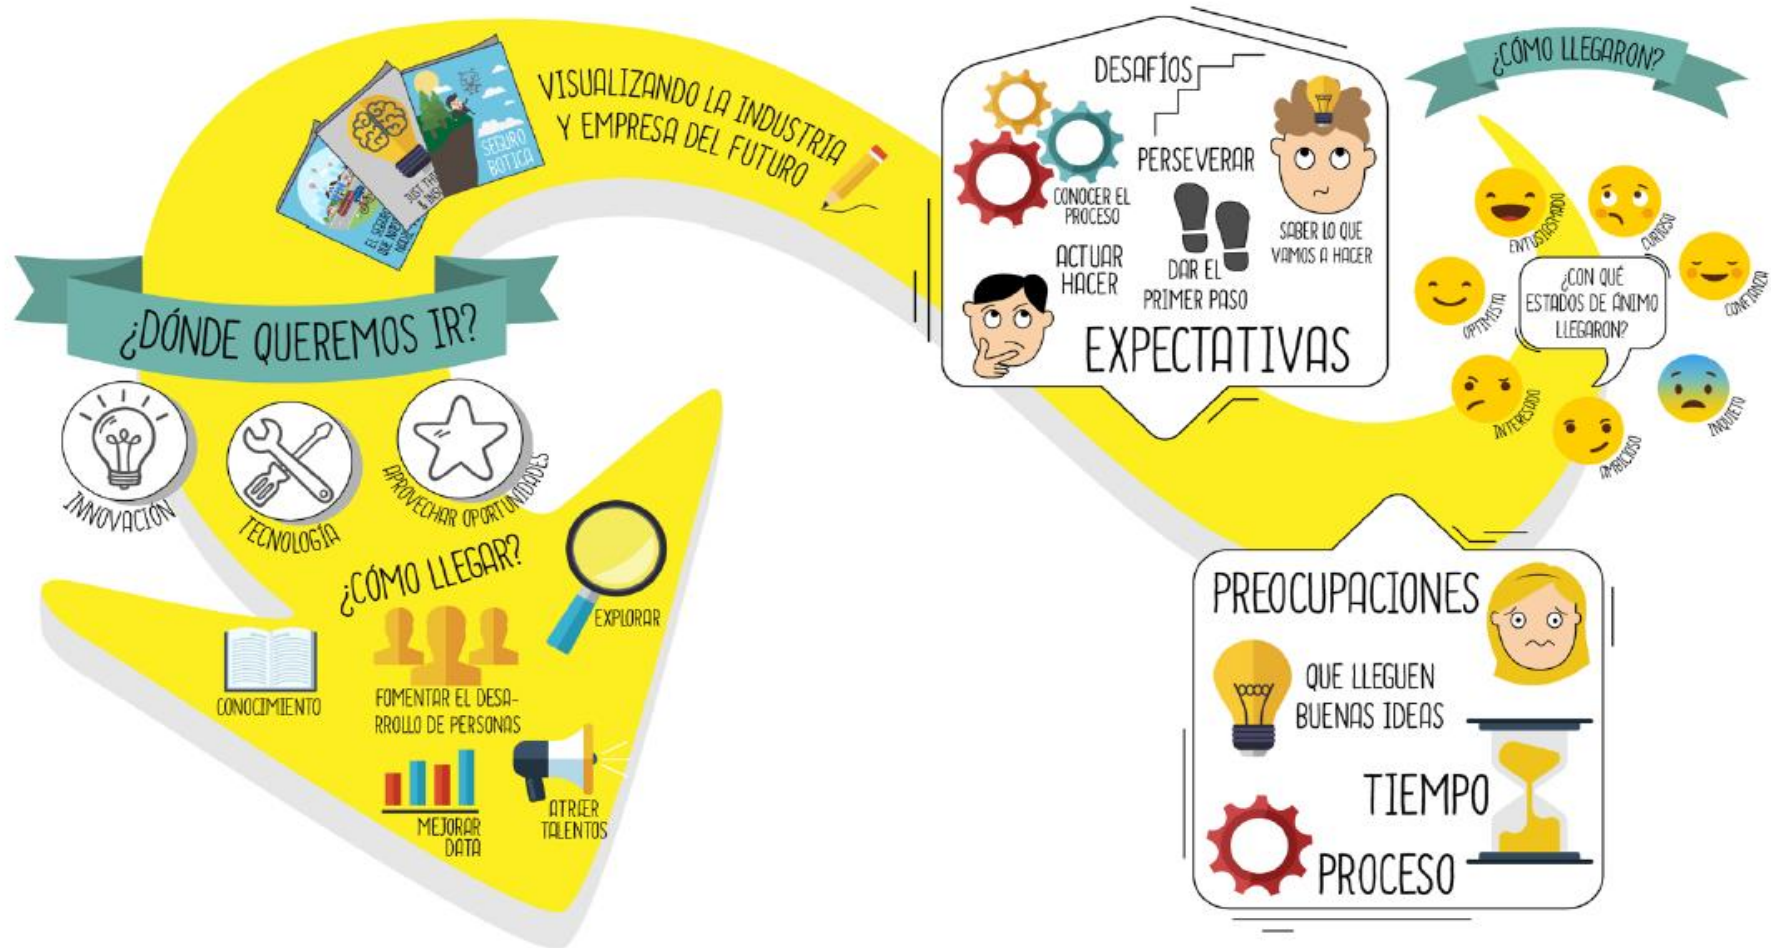 ¿CÓMO LLEGARON?
ENTUSIASMADO
CURIOSO
CONFIANZA
OPTIMISTA
¿CON QUÉ
ESTADOS DE ÁNIMO
LLEGARON?
INTERESADO
AMBICIOSO
INQUIETO
DESAFÍOS
CONOCER EL
PROCESO
PERSEVERAR
SABER LO QUE
VAMOS A HACER
ACTUAR
HACER
DAR EL
PRIMER PASO
EXPECTATIVAS
PREOCUPACIONES
QUE LLEGUEN
BUENAS IDEAS
TIEMPO
PROCESO
VISUALIZANDO LA INDUSTRIA
Y EMPRESA DEL FUTURO
SEGURO
BOTICA
EL SEGURO
¿DÓNDE QUEREMOS IR?
INNOVACIÓN
TECNOLOGÍA
APROVECHAR OPORTUNIDADES
¿CÓMO LLEGAR?
EXPLORAR
CONOCIMIENTO
FOMENTAR EL DESA-
RROLLO DE PERSONAS
MEJORAR
DATA
ATRAER
TALENTOS